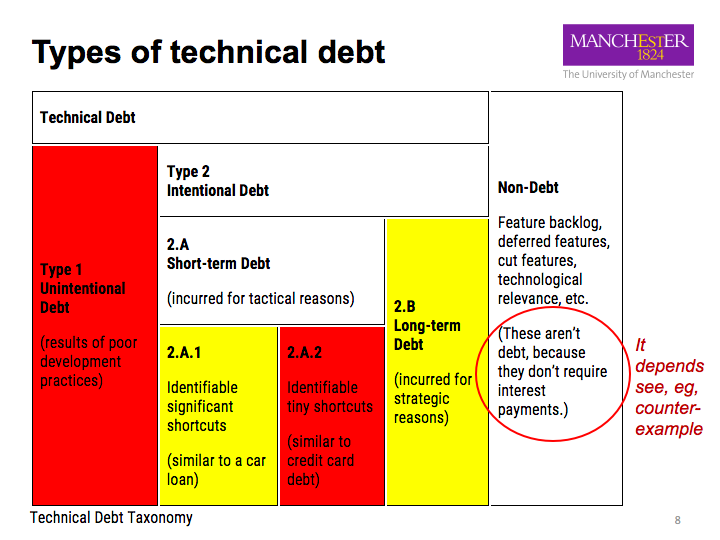 Types of technical debt
MANCHEstER
1824
The University of Manchester
Technical Debt
Type 1
Unintentional
Debt
(results of poor
development
practices)
Type 2
Intentional Debt
2.A
Short-term Debt
(incurred for tactical reasons)
2.A.1
Identifiable
significant
shortcuts
(similar to a car
loan)
2.A.2
Identifiable
tiny shortcuts
(similar to
credit card
debt)
2.B
Long-term
Debt
(incurred for
strategic
reasons)
Non-Debt
Feature backlog,
deferred features,
cut features,
technological
relevance, etc.
(These aren't
debt, because
they don't require
interest
payments.)
It
depends
see, eg,
counter-
example
Technical Debt Taxonomy
8